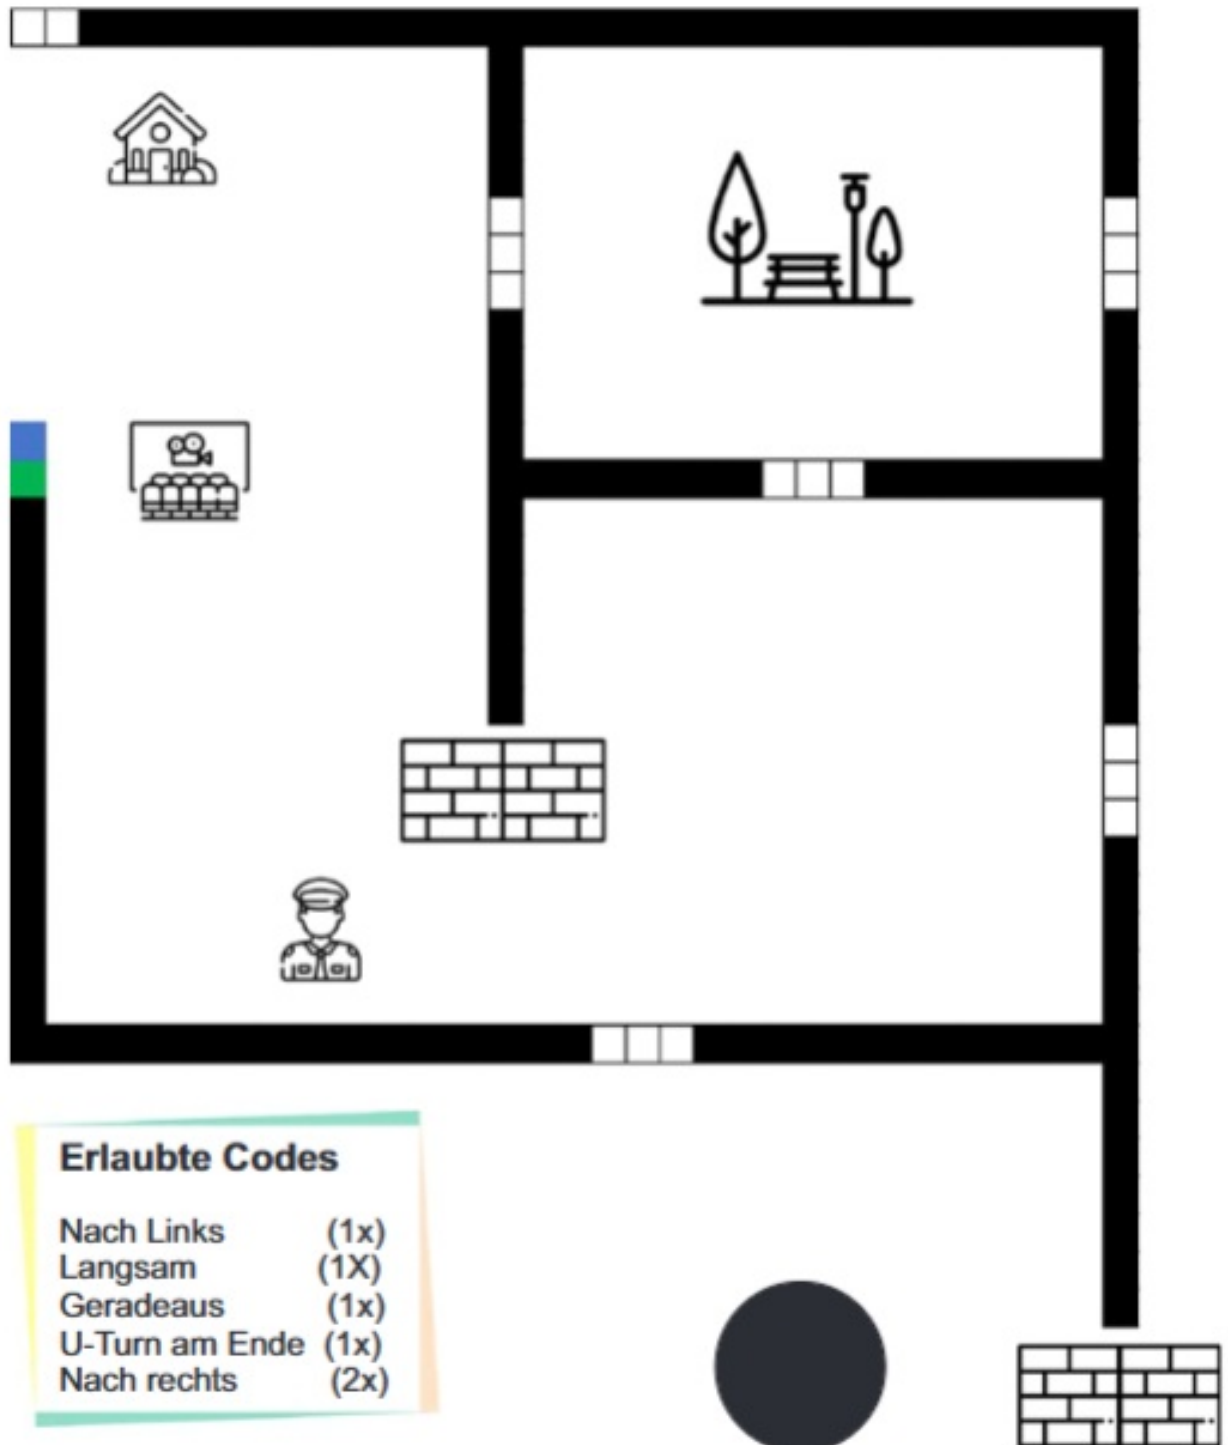 Erlaubte Codes
Nach Links (1x)
Langsam (1X)
Geradeaus (1x)
U-Turn am Ende (1x)
Nach rechts (2x)